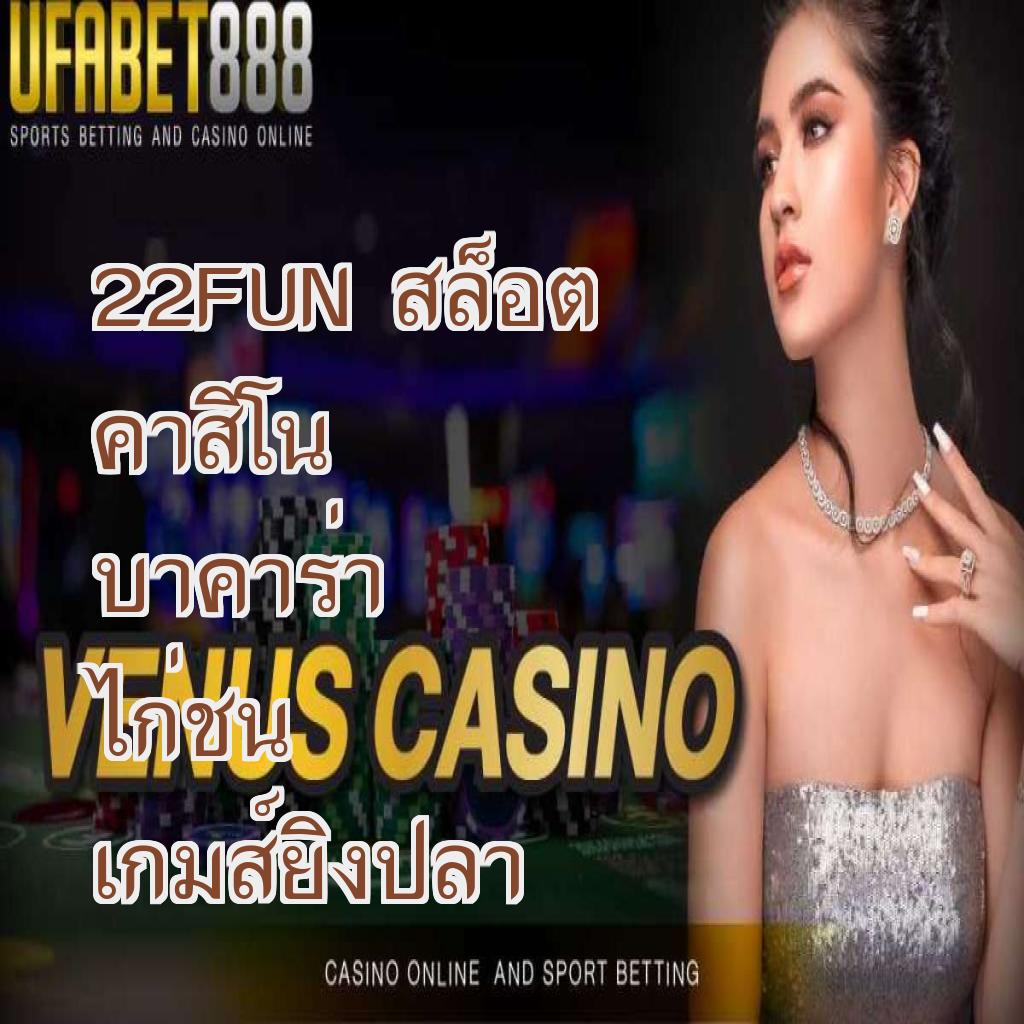 UFABET888
SPORTS BETTING AND CASINO ONLINE
22FUN สล็อต
คาสิโน
บาคาร่า
VENUS CASINO
ไก่ชน
เกมส์ยิงปลา
CASINO ONLINE AND SPORT BETTING